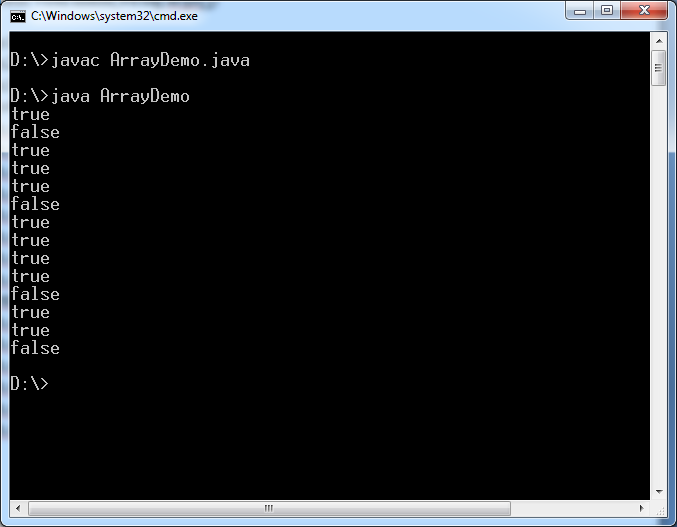 C:\Windows\system32\cmd.exe
D:\>javac ArrayDemo.java
D:\>java ArrayDemo
true
false
true
true
true
false
true
true
true
true
false
true
true
false
D:\>